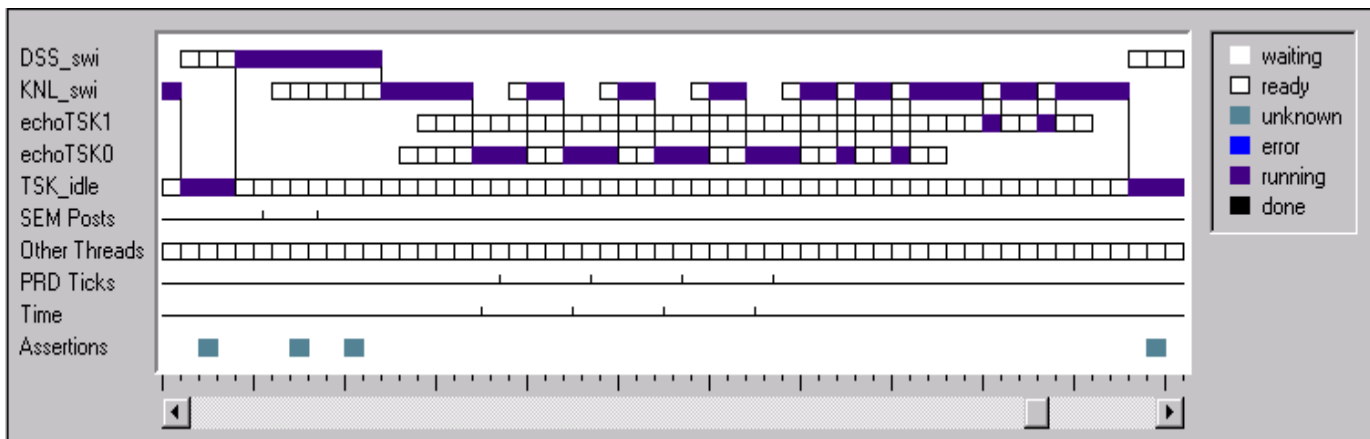 DSS_swi
KNL_swi
echoTSK1
echoTSK0
TSK_idle
SEM Posts
Other Threads
PRD Ticks
Time
Assertions
waiting
ready
unknown
error
running
done